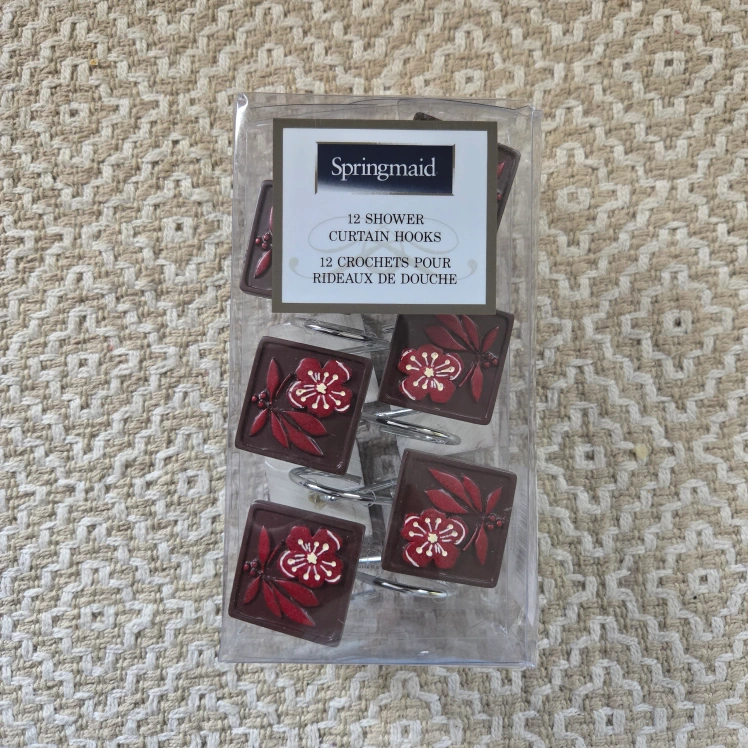 Springmaid
12 SHOWER
CURTAIN HOOKS
12 CROCHETS POUR
RIDEAUX DE DOUCHE